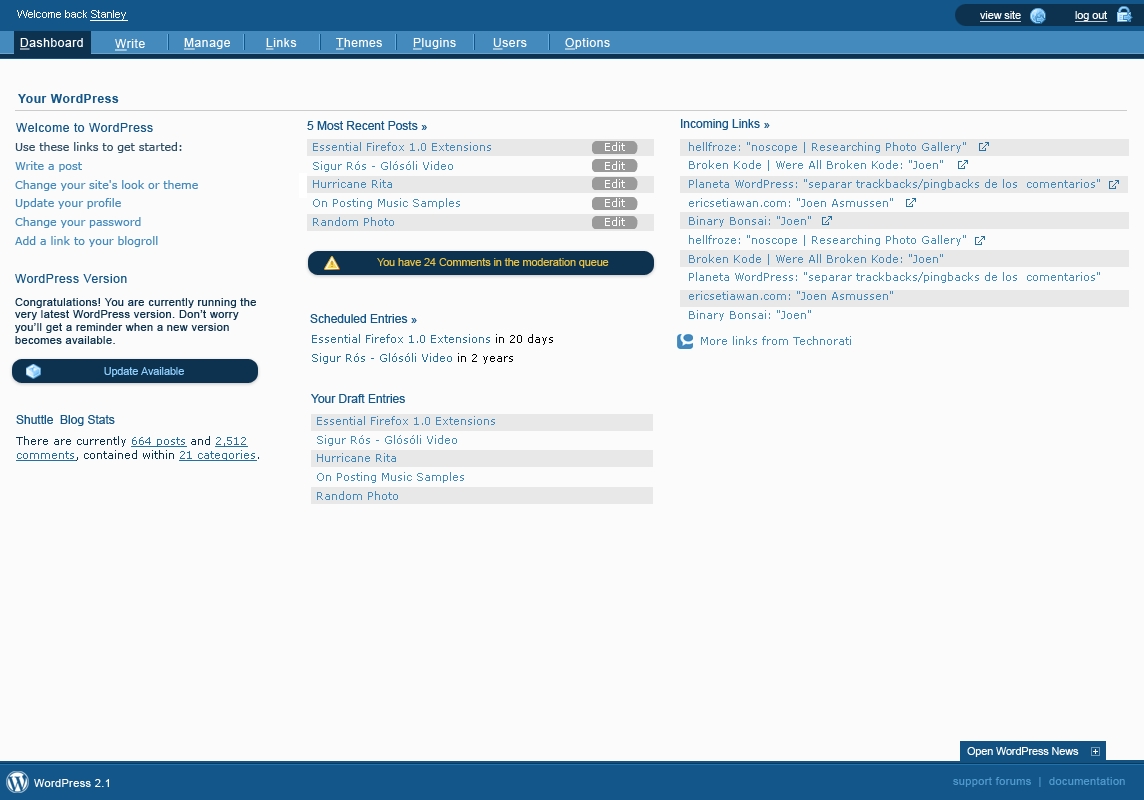 Welcome back Stanley
view site
log out
Dashboard
Write
Manage
Links
Themes
Plugins
Users
Options
Your WordPress
Welcome to WordPress
Use these links to get started:
Write a post
Change your site's look or theme
Update your profile
Change your password
Add a link to your blogroll
WordPress Version
Congratulations! You are currently running the
very latest WordPress version. Don't worry
you'll get a reminder when a new version
becomes available.
Update Available
Shuttle Blog Stats
There are currently 664 posts and 2,512
comments, contained within 21 categories.
5 Most Recent Posts »
Essential Firefox 1.0 Extensions Edit
Sigur Rós - Glósóli Video Edit
Hurricane Rita Edit
On Posting Music Samples Edit
Random Photo Edit
You have 24 Comments in the moderation queue
Scheduled Entries »
Essential Firefox 1.0 Extensions in 20 days
Sigur Rós - Glósóli Video in 2 years
Your Draft Entries
Essential Firefox 1.0 Extensions
Sigur Rós - Glósóli Video
Hurricane Rita
On Posting Music Samples
Random Photo
Incoming Links »
hellfroze: "noscope | Researching Photo Gallery"
Broken Kode | Were All Broken Kode: "Joen"
Planeta WordPress: "separar trackbacks/pingbacks de los comentarios"
ericsetiawan.com: "Joen Asmussen"
Binary Bonsai: "Joen"
hellfroze: "noscope | Researching Photo Gallery"
Broken Kode | Were All Broken Kode: "Joen"
Planeta WordPress: "separar trackbacks/pingbacks de los comentarios"
ericsetiawan.com: "Joen Asmussen"
Binary Bonsai: "Joen"
More links from Technorati
Open WordPress News
WordPress 2.1
support forums | documentation